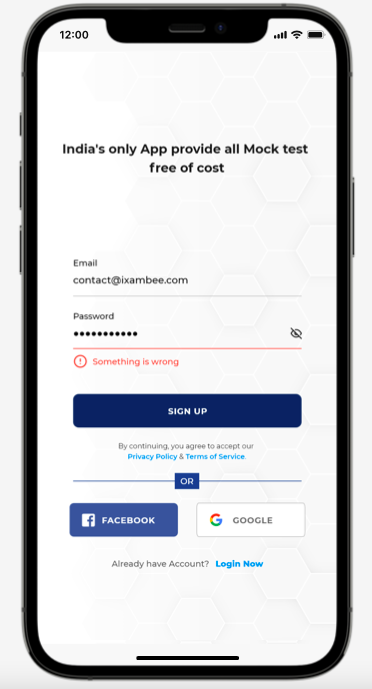 12:00
India's only App provide all Mock test
free of cost
Email
contact@ixambee.com
Password
Something is wrong
SIGN UP
By continuing, you agree to accept our
Privacy Policy & Terms of Service.
OR
FACEBOOK
GOOGLE
Already have Account? Login Now